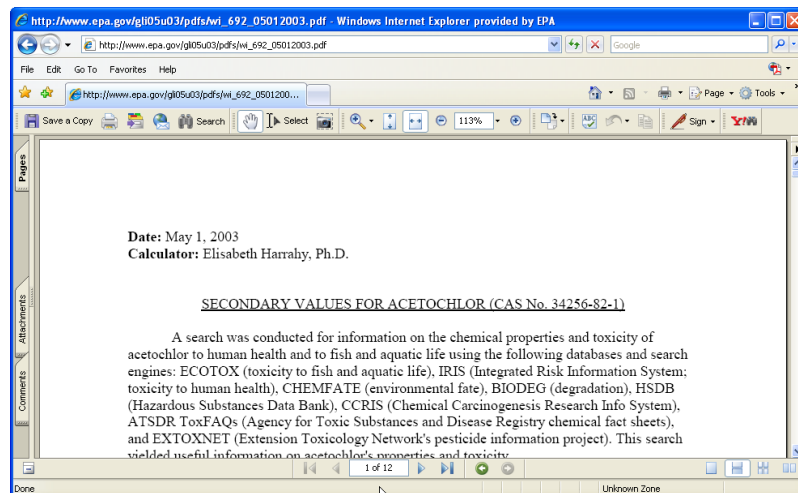 http://www.epa.gov/gli05u03/pdfs/wi_692_05012003.pdf - Windows Internet Explorer provided by EPA
http://www.epa.gov/gli05u03/pdfs/wi_692_05012003.pdf
Google
File Edit Go To Favorites Help
http://www.epa.gov/gli05u03/pdfs/wi_692_0501200...
Page Tools
Save a Copy Search Select 113% Sign Y!
Pages
Date: May 1, 2003
Calculator: Elisabeth Harrahy, Ph.D.
SECONDARY VALUES FOR ACETOCHLOR (CAS No. 34256-82-1)
Attachments
A search was conducted for information on the chemical properties and toxicity of
acetochlor to human health and to fish and aquatic life using the following databases and search
engines: ECOTOX (toxicity to fish and aquatic life), IRIS (Integrated Risk Information System;
toxicity to human health), CHEMFATE (environmental fate), BIODEG (degradation), HSDB
Comments
(Hazardous Substances Data Bank), CCRIS (Chemical Carcinogenesis Research Info System),
ATSDR ToxFAQs (Agency for Toxic Substances and Disease Registry chemical fact sheets),
and EXTOXNET (Extension Toxicology Network's pesticide information project). This search
yielded useful information on acetochlor's properties and toxicity.
1 of 12
Done Unknown Zone